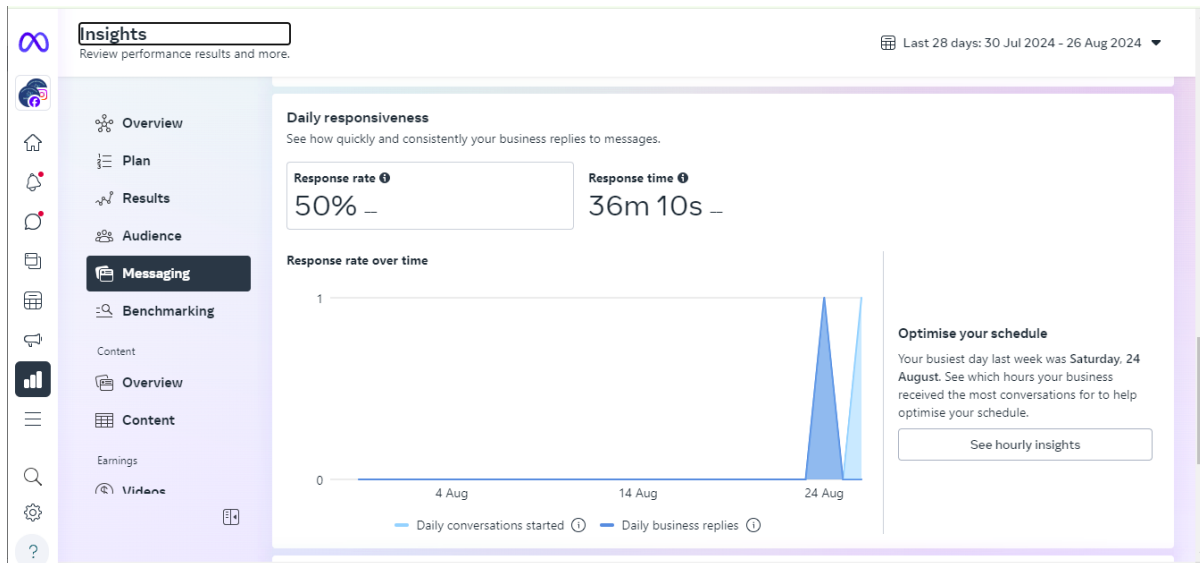 Insights
Review performance results and more.
Last 28 days: 30 Jul 2024 - 26 Aug 2024
Overview
Plan
Results
Audience
Messaging
Benchmarking
Content
Overview
Content
Earnings
Videos
Daily responsiveness
See how quickly and consistently your business replies to messages.
Response rate
50% —
Response time
36m 10s —
Response rate over time
1
0
4 Aug
14 Aug
24 Aug
Daily conversations started
Daily business replies
Optimise your schedule
Your busiest day last week was Saturday, 24
August. See which hours your business
received the most conversations for to help
optimise your schedule.
See hourly insights
?